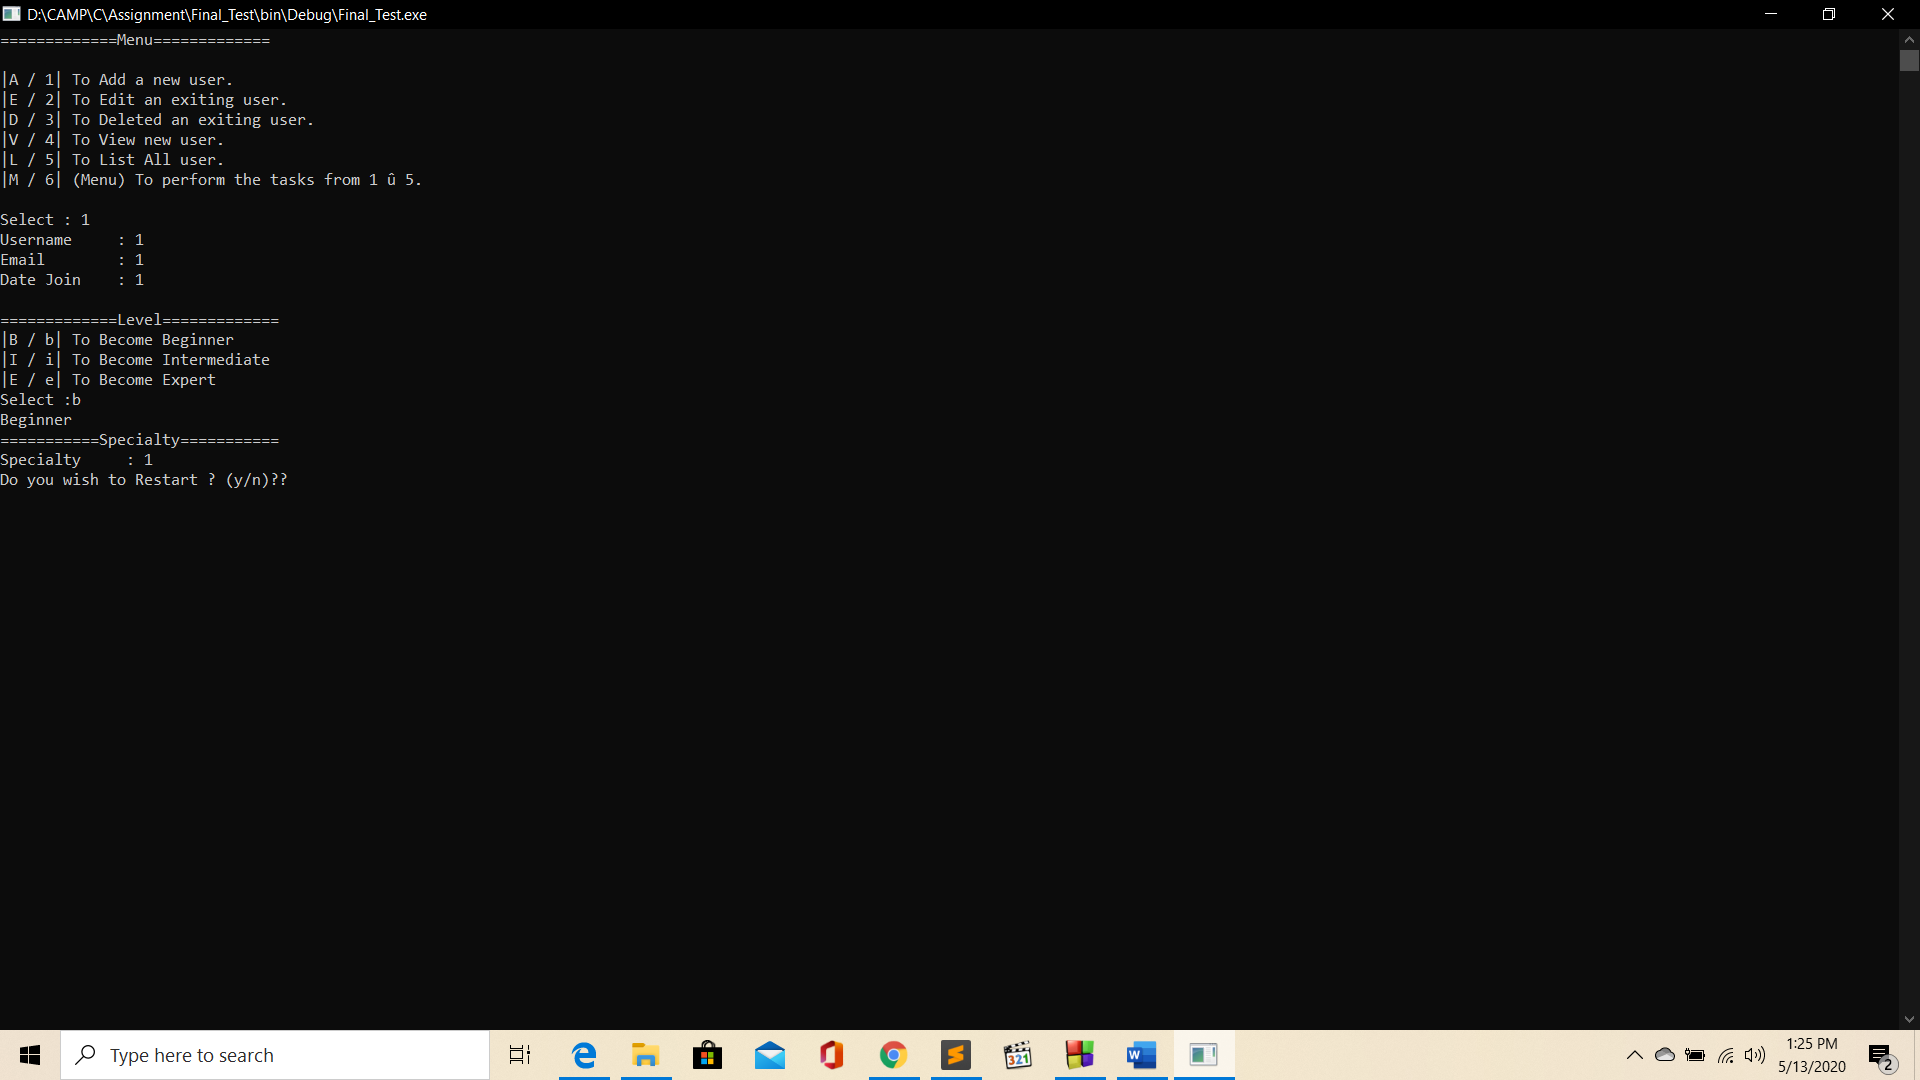 D:\CAMP\C\Assignment\Final_Test\bin\Debug\Final_Test.exe
=============Menu=============
|A / 1| To Add a new user.
|E / 2| To Edit an exiting user.
|D / 3| To Deleted an exiting user.
|V / 4| To View new user.
|L / 5| To List All user.
|M / 6| (Menu) To perform the tasks from 1 û 5.
Select : 1
Username     : 1
Email        : 1
Date Join    : 1
=============Level=============
|B / b| To Become Beginner
|I / i| To Become Intermediate
|E / e| To Become Expert
Select :b
Beginner
===========Specialty===========
Specialty     : 1
Do you wish to Restart ? (y/n)??
Type here to search
321
W
1:25 PM
5/13/2020
2